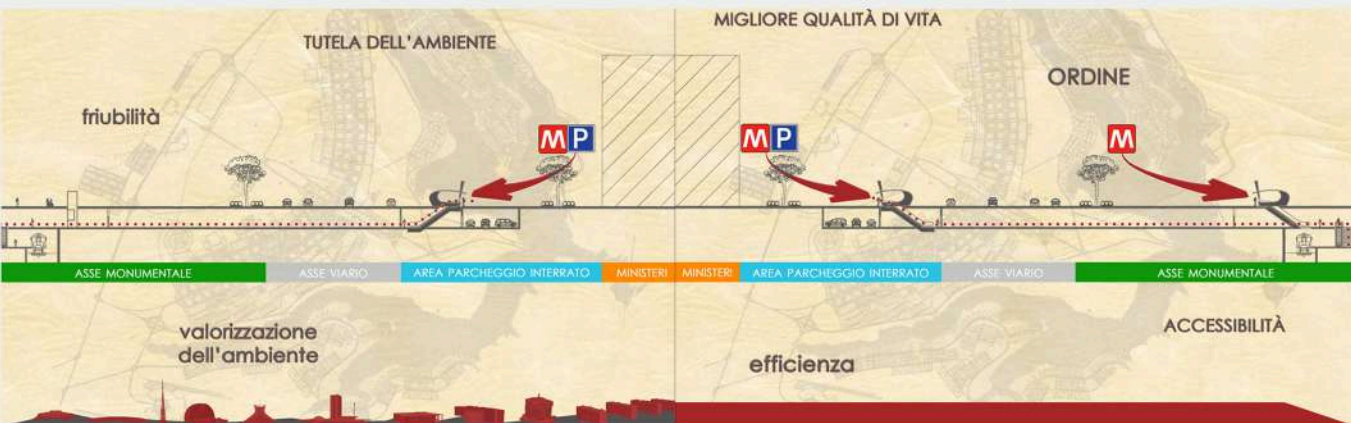 MIGLIORE QUALITÀ DI VITA
TUTELA DELL'AMBIENTE
ORDINE
friubilità
M P
M P
M
ASSE MONUMENTALE
ASSE VIARIO
AREA PARCHEGGIO INTERRATO
MINISTERI
MINISTERI
AREA PARCHEGGIO INTERRATO
ASSE VIARIO
ASSE MONUMENTALE
valorizzazione
dell'ambiente
ACCESSIBILITÀ
efficienza